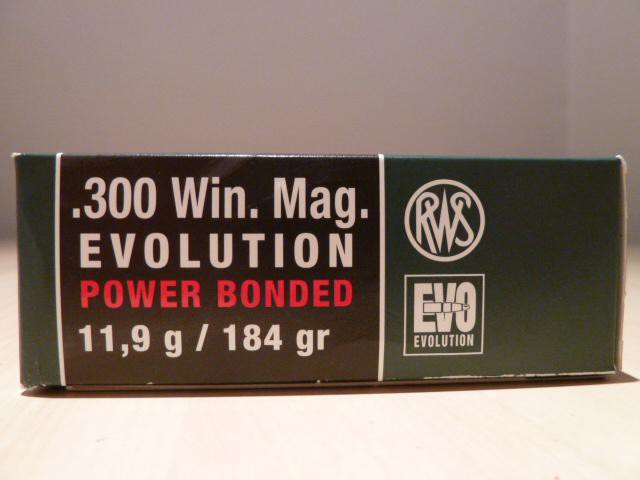 .300 Win. Mag.
EVOLUTION
POWER BONDED
11,9 g / 184 gr
RWS
EVO
EVOLUTION